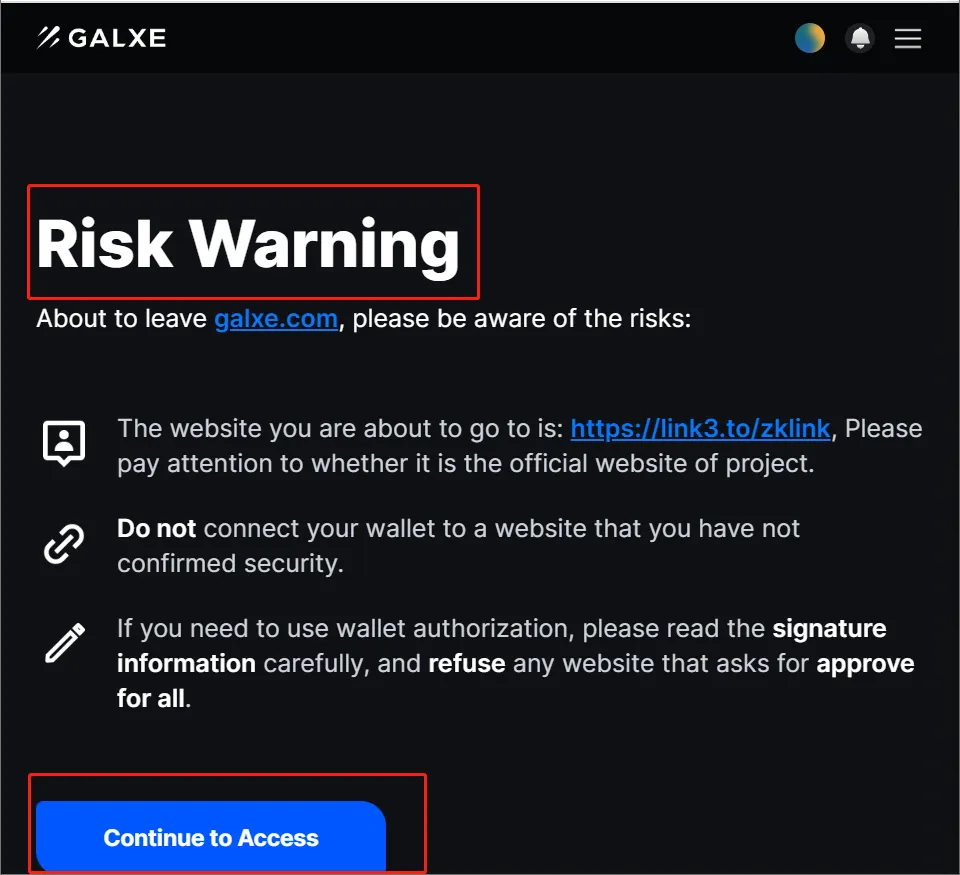 GALXE
Risk Warning
About to leave galxe.com, please be aware of the risks:
The website you are about to go to is: https://link3.to/zklink, Please
pay attention to whether it is the official website of project.
Do not connect your wallet to a website that you have not
confirmed security.
If you need to use wallet authorization, please read the signature
information carefully, and refuse any website that asks for approve
for all.
Continue to Access